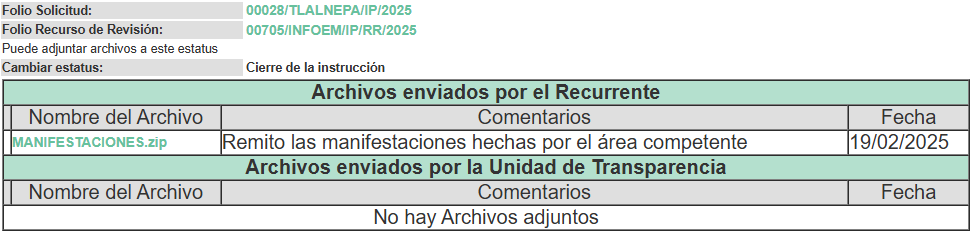 Folio Solicitud: 00028/TLALNEPA/IP/2025
Folio Recurso de Revisión: 00705/INFOEM/IP/RR/2025
Puede adjuntar archivos a este estatus
Cambiar estatus: Cierre de la instrucción
Archivos enviados por el Recurrente
Nombre del Archivo Comentarios Fecha
MANIFESTACIONES.zip Remito las manifestaciones hechas por el área competente 19/02/2025
Archivos enviados por la Unidad de Transparencia
Nombre del Archivo Comentarios Fecha
No hay Archivos adjuntos